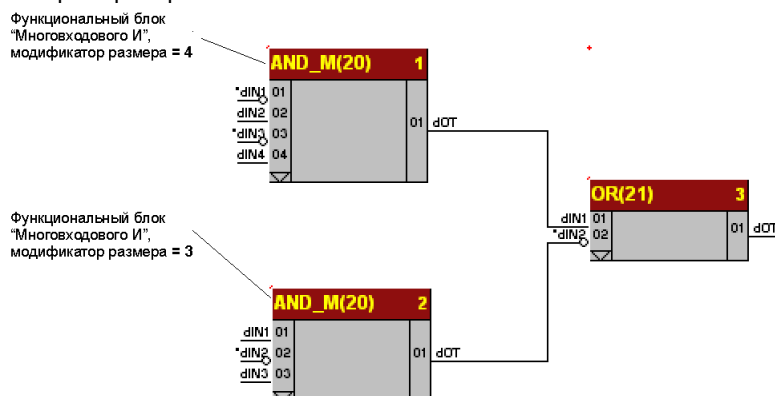 Функциональный блок
“Многовходового И”,
модификатор размера = 4
AND_M(20) 1
*dIN1 01
dIN2 02
*dIN3 03
dIN4 04
01 dOT
OR(21) 3
dIN1 01
*dIN2 02
01 dOT
Функциональный блок
“Многовходового И”,
модификатор размера = 3
AND_M(20) 2
dIN1 01
*dIN2 02
dIN3 03
01 dOT